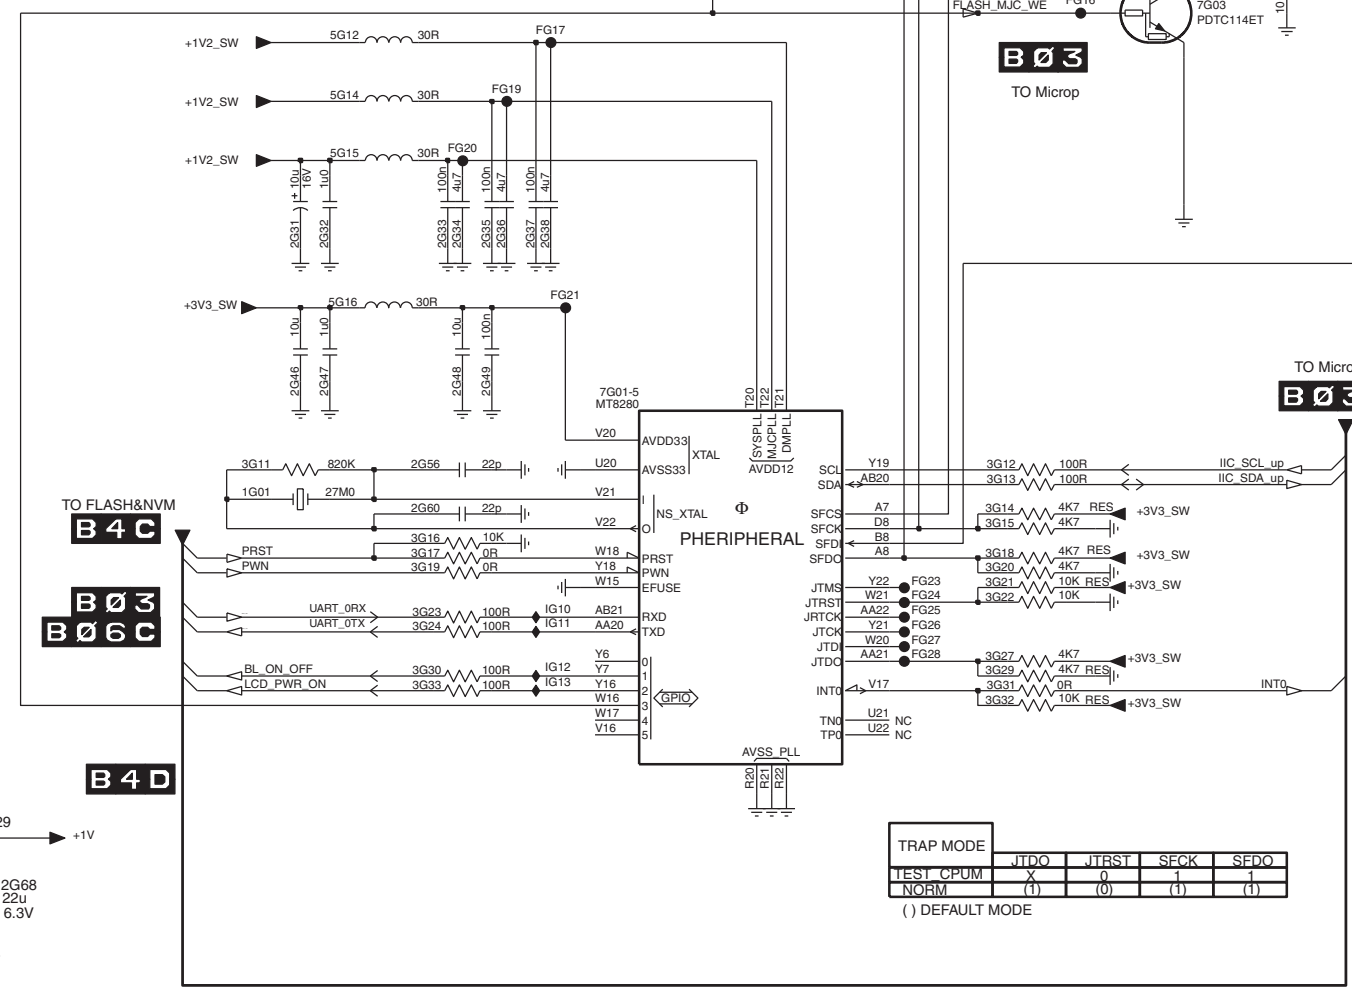 FLASH_MJC_WE
FG16
7G03
PDTC114ET
10
BØ3
TO Microp
+1V2_SW
5G12
30R
FG17
+1V2_SW
5G14
30R
FG19
+1V2_SW
5G15
30R
FG20
+ 10u
16V
1u0
100n
4u7
100n
4u7
100n
4u7
2G31
2G32
2G33
2G34
2G35
2G36
2G37
2G38
+3V3_SW
5G16
30R
FG21
10u
1u0
10u
100n
2G46
2G47
2G48
2G49
7G01-5
MT8280
T20
T22
T21
SYSPLL
MJCPLL
DMPLL
AVDD12
V20
AVDD33
XTAL
U20
AVSS33
V21
I
NS_XTAL
V22
O
Φ
PHERIPHERAL
3G11
820K
2G56
22p
1G01
27M0
2G60
22p
TO FLASH&NVM
B4C
3G16
10K
PRST
3G17
0R
W18
PRST
PWN
3G19
0R
Y18
PWN
W15
EFUSE
BØ3
BØ6C
UART_0RX
3G23
100R
IG10
AB21
RXD
UART_0TX
3G24
100R
IG11
AA20
TXD
Y6
0
BL_ON_OFF
3G30
100R
IG12
Y7
1
LCD_PWR_ON
3G33
100R
IG13
Y16
2
W16
3
W17
4
V16
5
GPIO
TO Micro
BØ3
SCL
Y19
3G12
100R
IIC_SCL_up
SDA
AB20
3G13
100R
IIC_SDA_up
SFCS
A7
3G14
4K7
RES
+3V3_SW
SFCK
D8
3G15
4K7
SFDI
B8
SFDO
A8
3G18
4K7
RES
+3V3_SW
3G20
4K7
JTMS
Y22
FG23
3G21
10K
RES
+3V3_SW
JTRST
W21
FG24
3G22
10K
JRTCK
AA22
FG25
JTCK
Y21
FG26
JTDI
W20
FG27
JTDO
AA21
FG28
3G27
4K7
+3V3_SW
3G29
4K7
RES
INT0
V17
3G31
0R
INT0
3G32
10K
RES
+3V3_SW
TN0
U21
NC
TP0
U22
NC
AVSS_PLL
R20
R21
R22
B4D
29
+1V
2G68
22u
6.3V
TRAP MODE
JTDO JTRST SFCK SFDO
TEST_CPUM X 0 1 1
NORM (1) (0) (1) (1)
( ) DEFAULT MODE